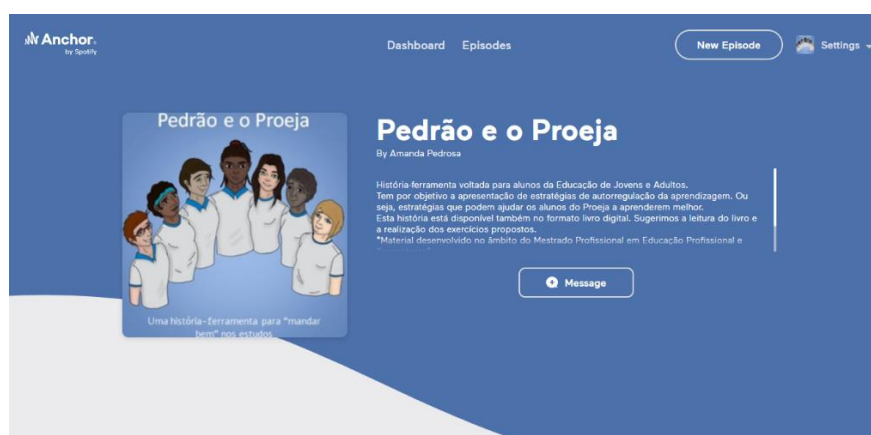 Anchor
by Spotify
Dashboard Episodes
New Episode
Settings
Pedrão e o Proeja
Uma história-ferramenta para "mandar
bem" nos estudos
Pedrão e o Proeja
By Amanda Pedrosa
História-ferramenta voltada para alunos da Educação de Jovens e Adultos.
Tem por objetivo a apresentação de estratégias de autorregulação da aprendizagem. Ou
seja, estratégias que podem ajudar os alunos do Proeja a aprenderem melhor.
Esta história está disponível também no formato livro digital. Sugerimos a leitura do livro e
a realização dos exercícios propostos.
*Material desenvolvido no âmbito do Mestrado Profissional em Educação Profissional e
Message